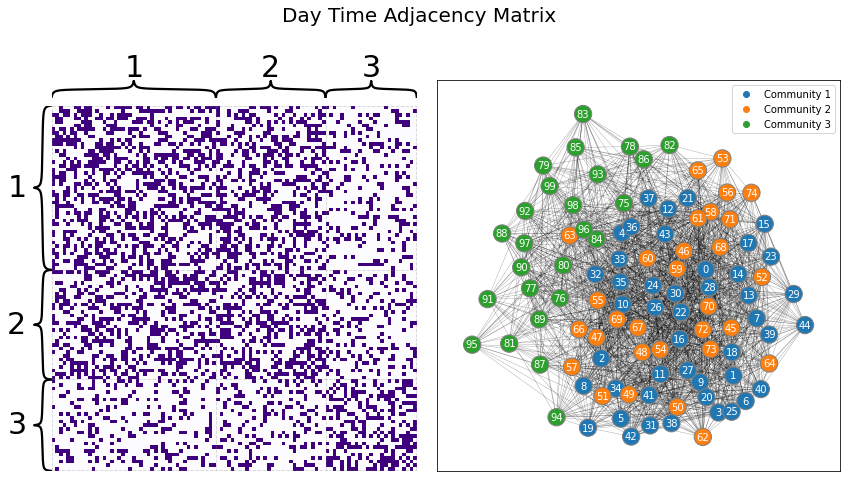 Day Time Adjacency Matrix
1 2 3
1
2
3
Community 1
Community 2
Community 3
83
85 78 82
86 53
79 93 65
99 56 74
37 21
98 75 12 58
92 61 71 15
36
88 63 96 4 43 17
97 84 46 68
33 60 23
90 80 59 0
32 14 52
77 35 24 28
91 76 55 10 30 13 29
26 22 70
89 69 7 44
66 67 72 45
47 16 39
95 81 48 54 73 18
2
87 57 64
11 27 1
8 34 9 40
51 49 41 20 6
50
94 5 3 25
19 31 38
42 62